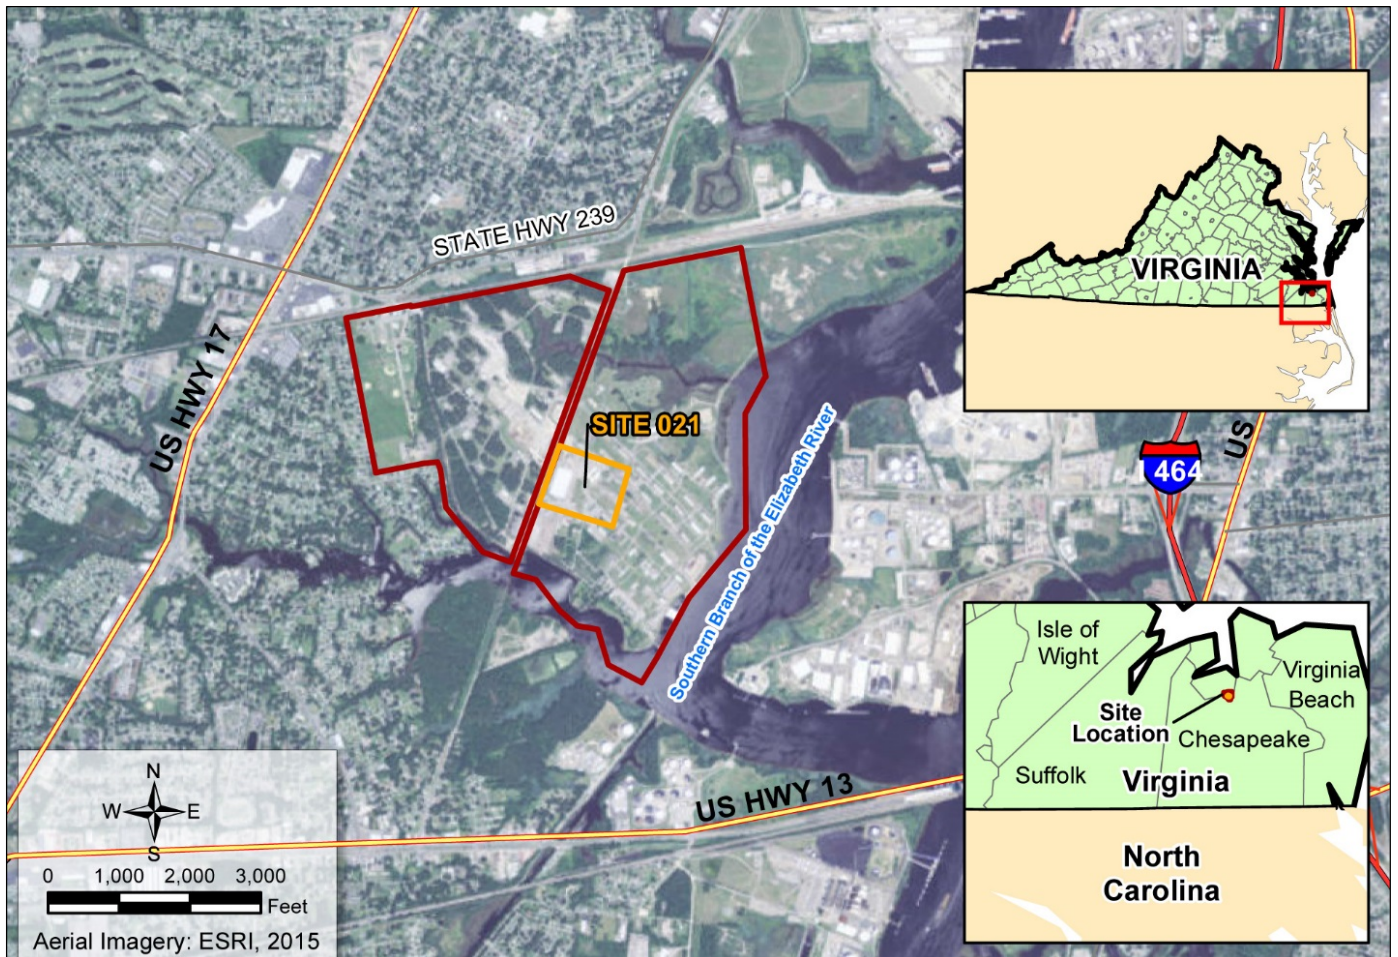 STATE HWY 239
VIRGINIA
US HWY 17
SITE 021
Southern Branch of the Elizabeth River
US
464
Isle of
Wight
Virginia
Beach
Site
Location
Chesapeake
Suffolk
Virginia
North
Carolina
US HWY 13
N
W
E
S
0 1,000 2,000 3,000
Feet
Aerial Imagery: ESRI, 2015